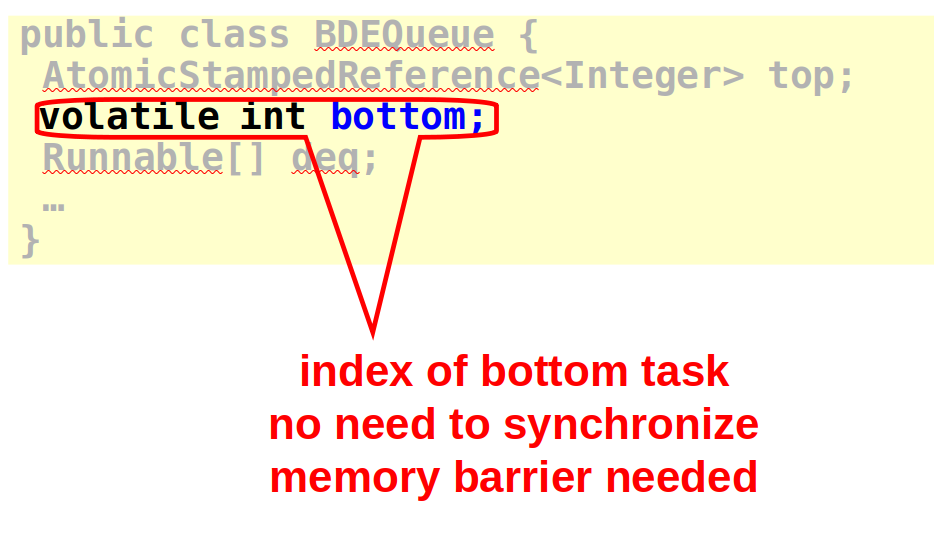 public class BDEQueue {
AtomicStampedReference<Integer> top;
volatile int bottom;
Runnable[] deq;
…
}
index of bottom task
no need to synchronize
memory barrier needed